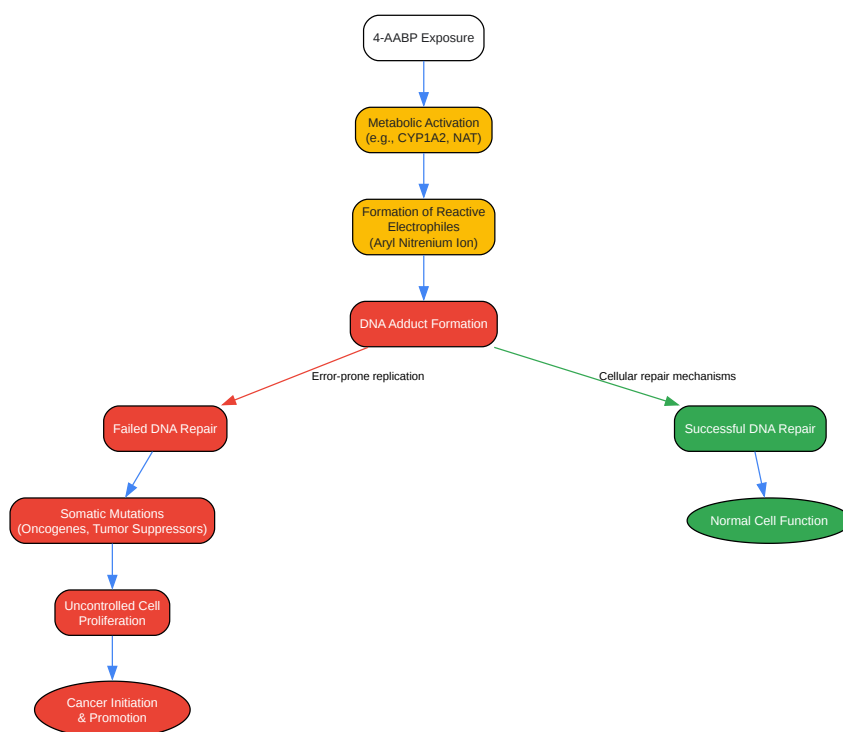 4-AABP Exposure
Metabolic Activation
(e.g., CYP1A2, NAT)
Formation of Reactive
Electrophiles
(Aryl Nitrenium Ion)
DNA Adduct Formation
Error-prone replication
Cellular repair mechanisms
Failed DNA Repair
Successful DNA Repair
Somatic Mutations
(Oncogenes, Tumor Suppressors)
Normal Cell Function
Uncontrolled Cell
Proliferation
Cancer Initiation
& Promotion